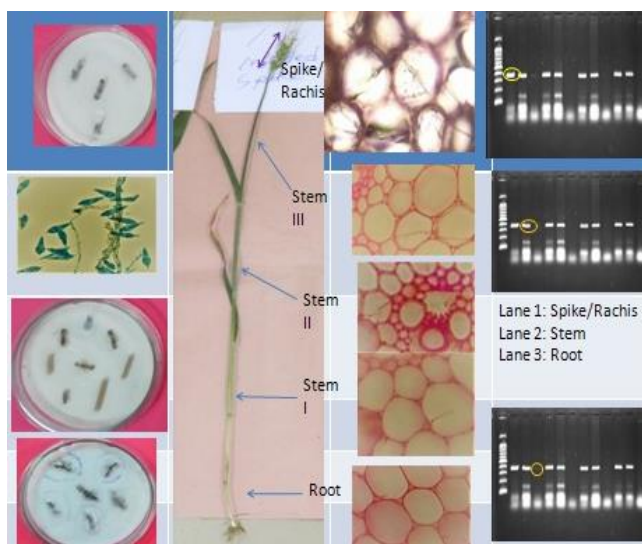 Spike/
Rachis
Stem
III
Stem
II
Stem
I
Root
Lane 1: Spike/Rachis
Lane 2: Stem
Lane 3: Root